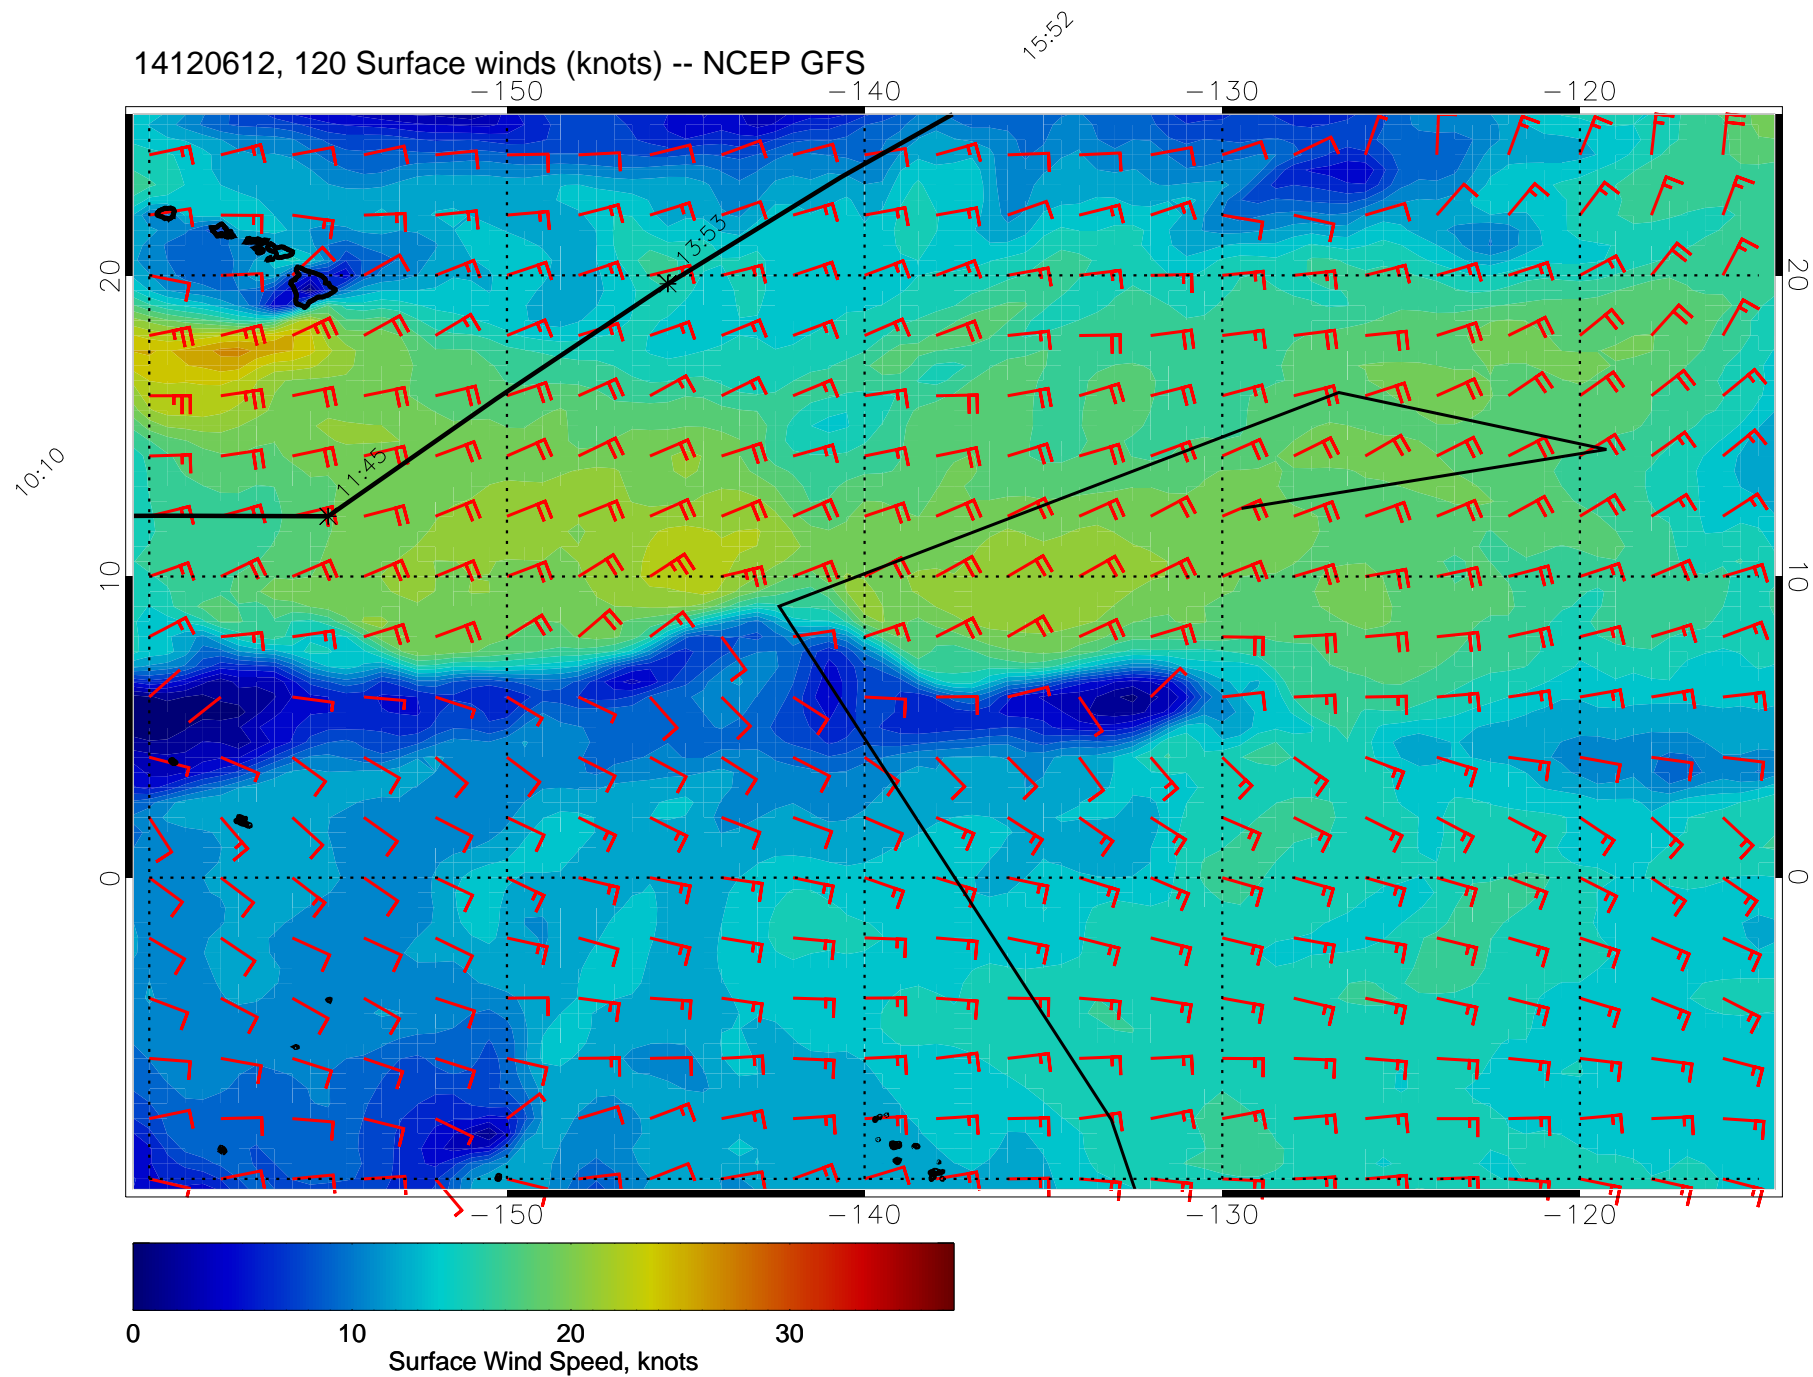 15:52
14120612, 120 Surface winds (knots) -- NCEP GFS
−150 −140 −130 −120
13:53
20 20
10:10
11:45
10 10
0 0
−150 −140 −130 −120
0 10 20 30
Surface Wind Speed, knots